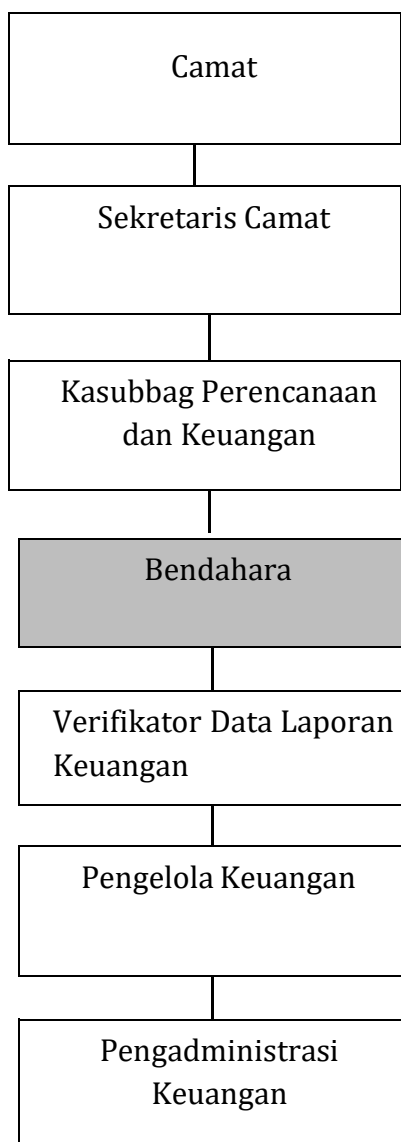 Camat
Sekretaris Camat
Kasubbag Perencanaan
dan Keuangan
Bendahara
Verifikator Data Laporan
Keuangan
Pengelola Keuangan
Pengadministrasi
Keuangan